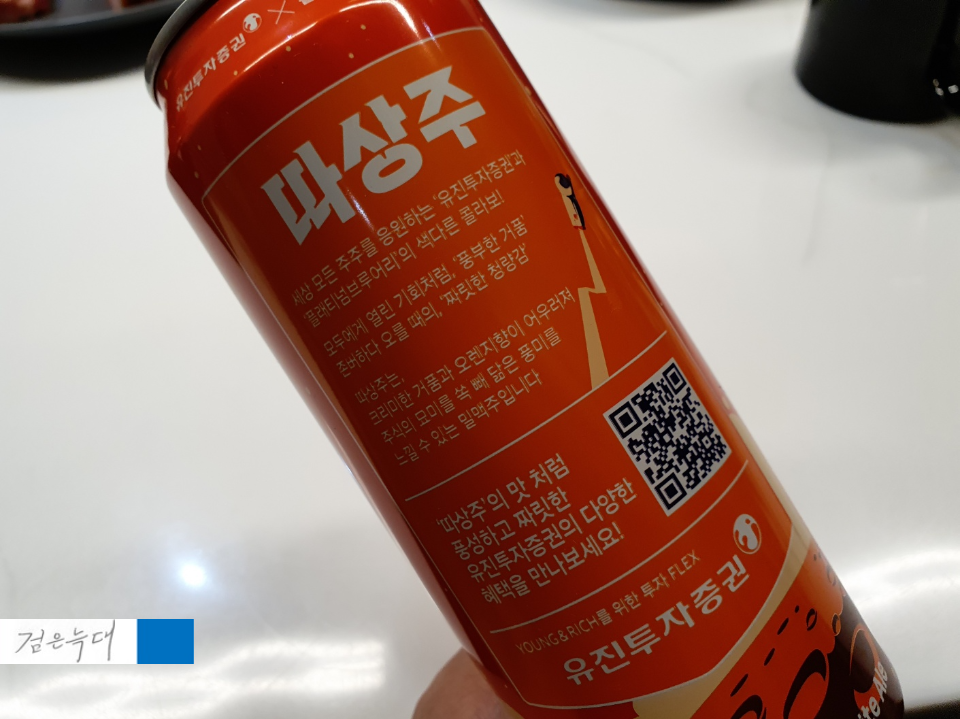 유진투자증권 ×
따상주
세상 모든 주주를 응원하는 '유진투자증권'과
'플래티넘브루어리'의 색다른 콜라보!
모두에게 열린 기회처럼, '풍부한 거품'
존버하다 오를 때의, '짜릿한 청량감'
따상주는,
크리미한 거품과 오렌지향이 어우러져
주식의 묘미를 쏙 빼 닮은 풍미를
느낄 수 있는 밀맥주입니다
'따상주'의 맛 처럼
풍성하고 짜릿한
유진투자증권의 다양한
혜택을 만나보세요!
YOUNG&RICH를 위한 투자 FLEX
유진투자증권
Ale
검은늑대